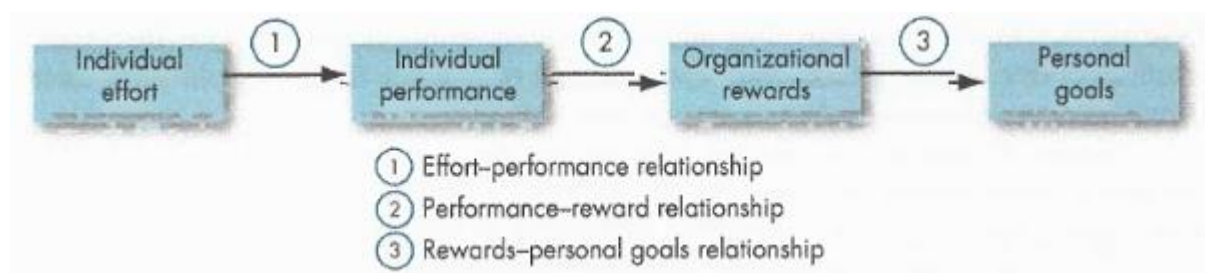 1
2
3
Individual
effort
Individual
performance
Organizational
rewards
Personal
goals
1 Effort–performance relationship
2 Performance–reward relationship
3 Rewards–personal goals relationship